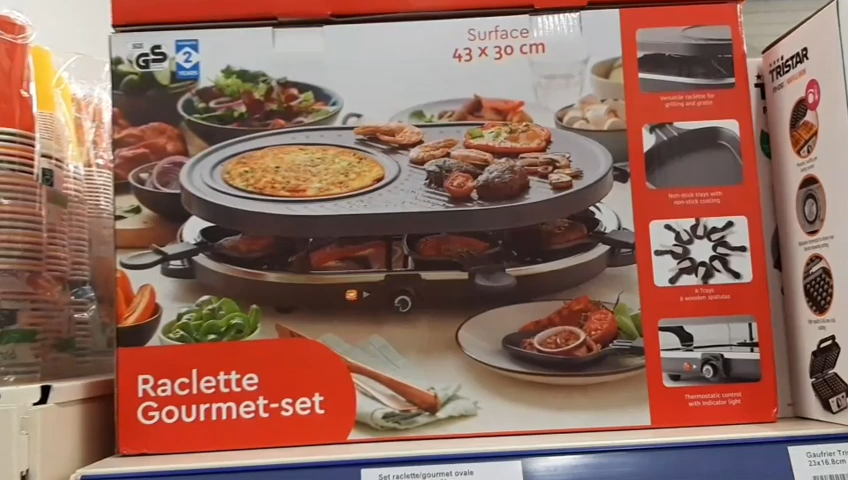 GS
2
YEARS
Surface
43 x 30 cm
Versatile raclette for
grilling and gratin
Non-stick trays with
non-stick coating
8 Trays
8 wooden spatulas
Thermostatic control
with indicator light
Raclette
Gourmet-set
TRISTAR
Set raclette/gourmet ovale
Gaufrier Tri
23x16.8cm